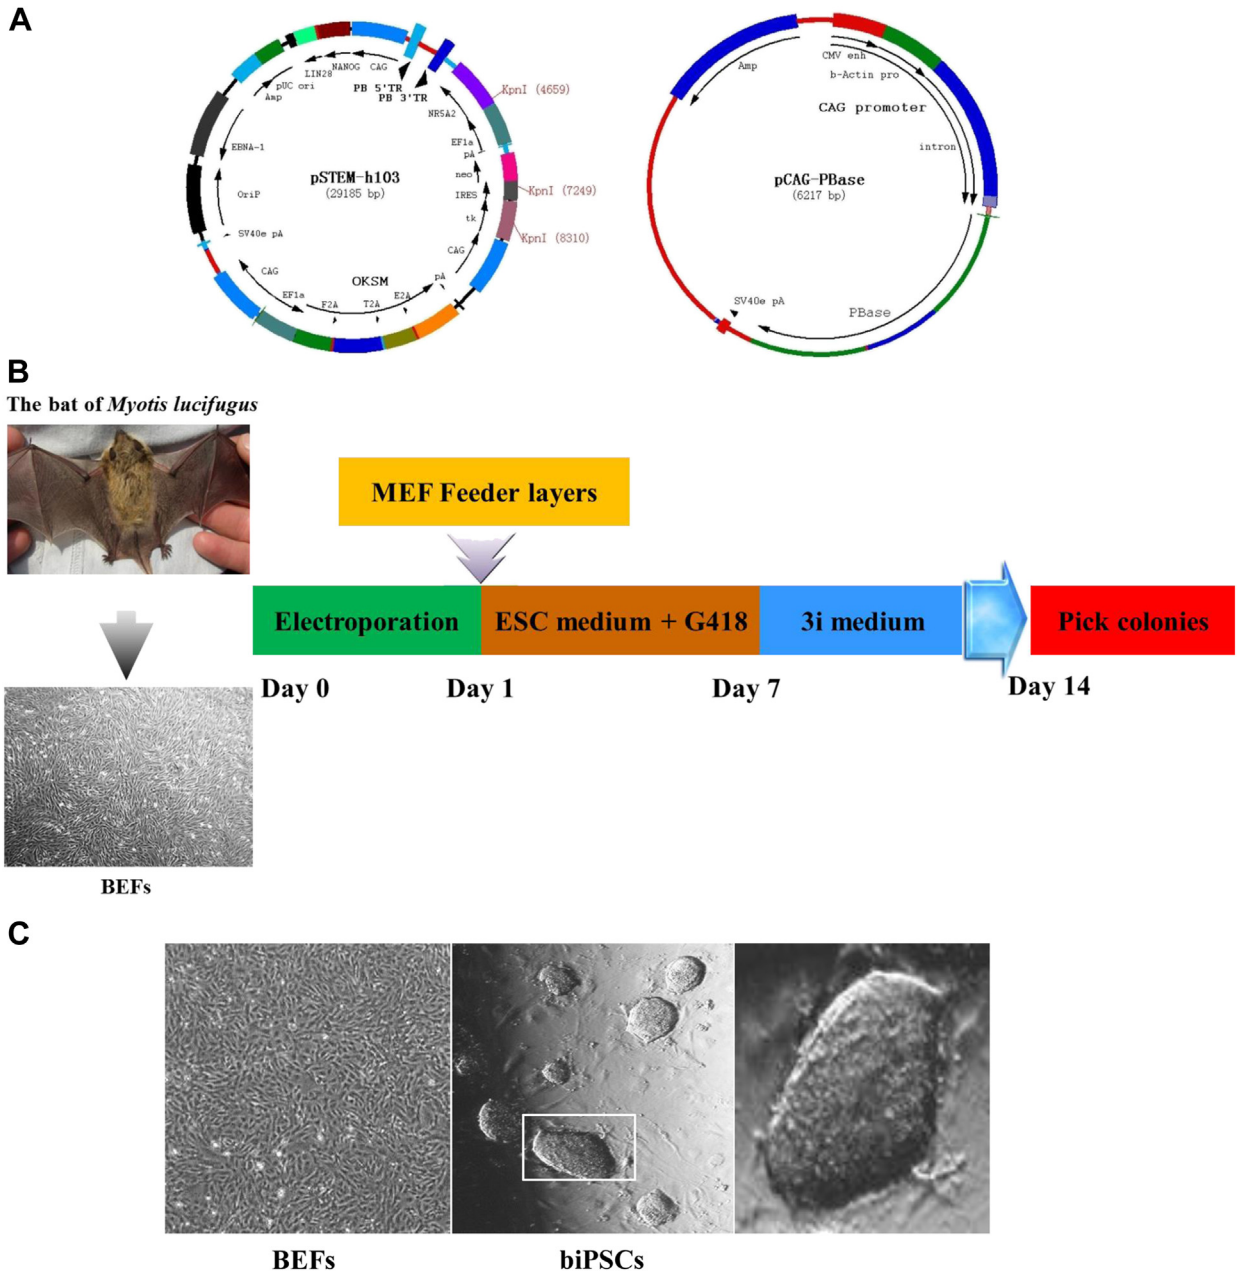 A
LIN28
NANOG
CAG
pUC ori
Amp
PB 5'TR
PB 3'TR
KpnI (4659)
NR5A2
EBNA-1
EF1a
pA
pSTEM-h103
(29185 bp)
neo
OriP
IRES
KpnI (7249)
tk
SV40e pA
KpnI (8310)
CAG
CAG
OKSM
pA
EF1a
F2A
T2A
E2A
Amp
CMV enh
b-Actin pro
CAG promoter
intron
pCAG-PBase
(6217 bp)
SV40e pA
PBase
B
The bat of Myotis lucifugus
MEF Feeder layers
Electroporation
ESC medium + G418
3i medium
Pick colonies
Day 0
Day 1
Day 7
Day 14
BEFs
C
BEFs
biPSCs